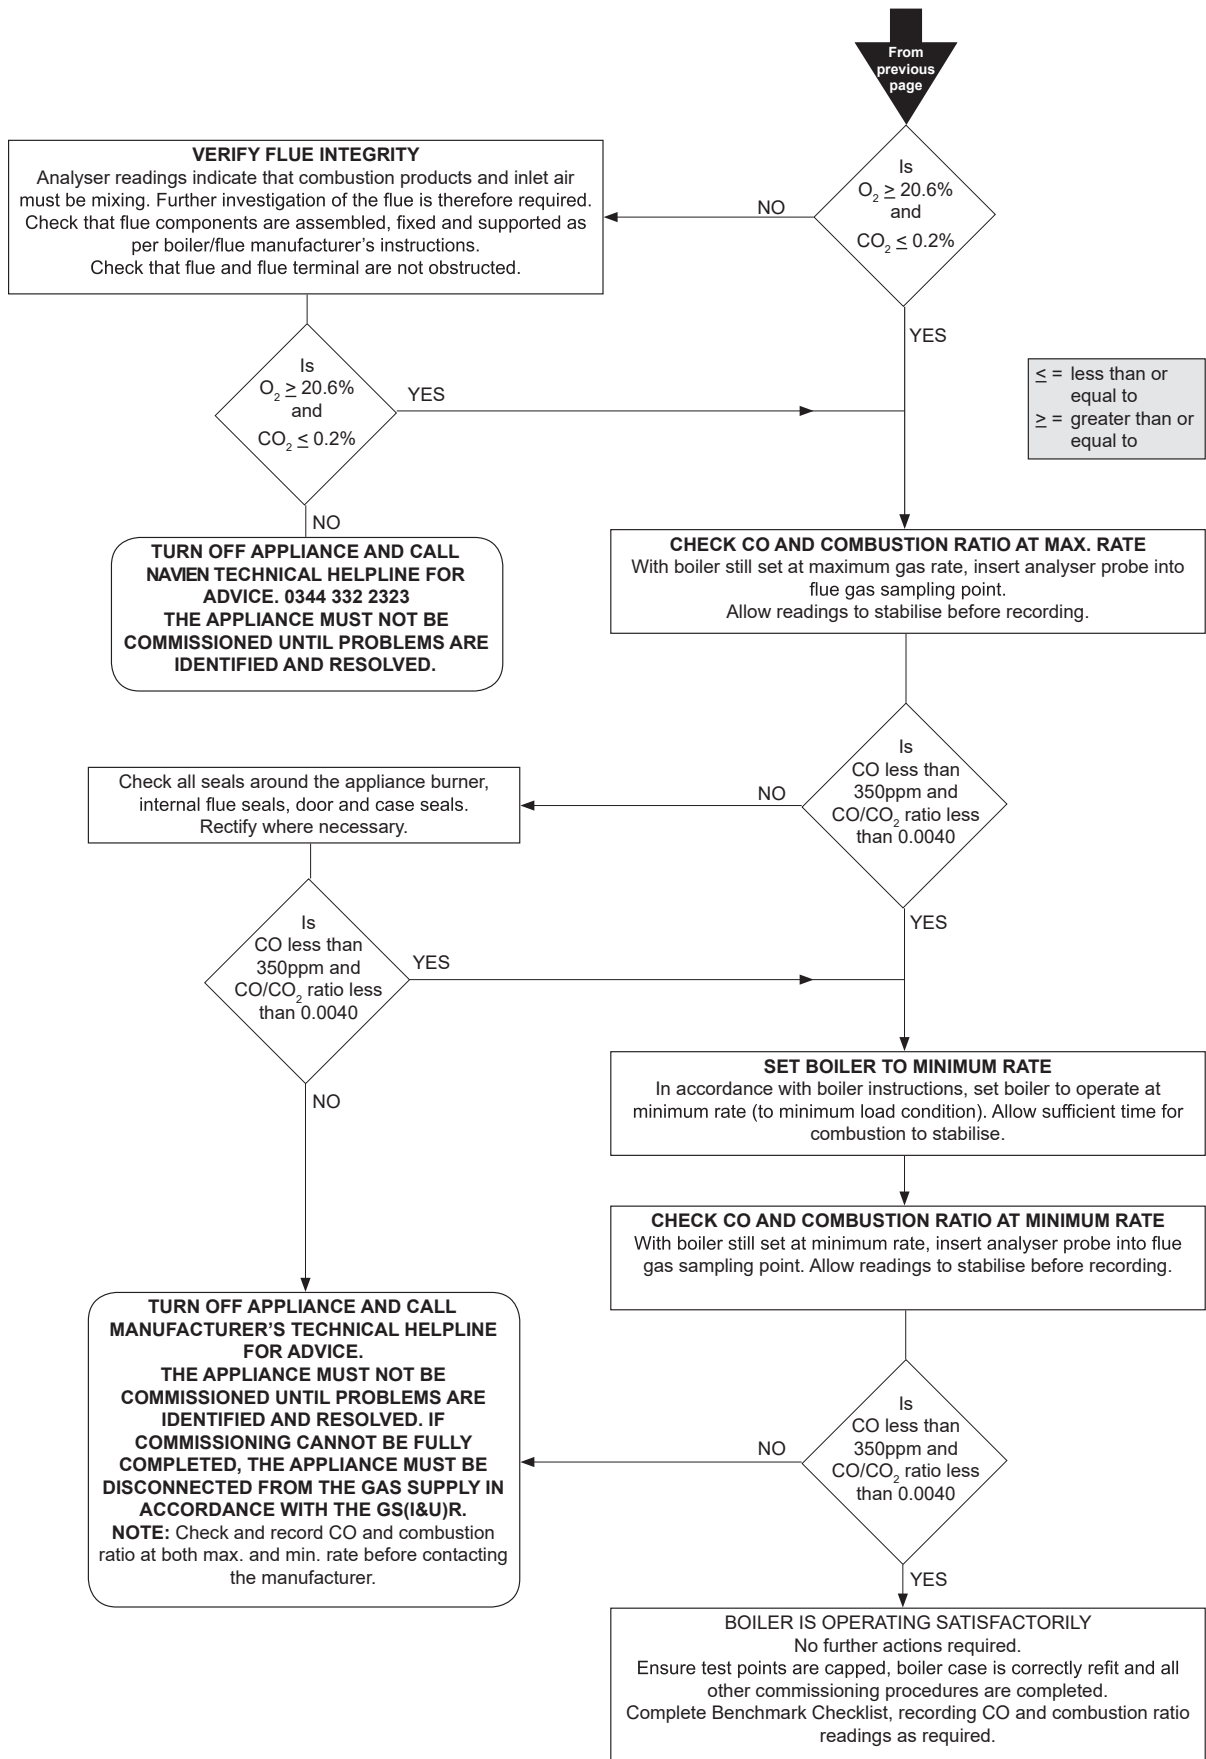 From
previous
page
Is
O₂ ≥ 20.6%
and
CO₂ ≤ 0.2%
NO
YES
VERIFY FLUE INTEGRITY
Analyser readings indicate that combustion products and inlet air
must be mixing. Further investigation of the flue is therefore required.
Check that flue components are assembled, fixed and supported as
per boiler/flue manufacturer's instructions.
Check that flue and flue terminal are not obstructed.
Is
O₂ ≥ 20.6%
and
CO₂ ≤ 0.2%
YES
NO
≤ = less than or
equal to
≥ = greater than or
equal to
TURN OFF APPLIANCE AND CALL
NAVIEN TECHNICAL HELPLINE FOR
ADVICE. 0344 332 2323
THE APPLIANCE MUST NOT BE
COMMISSIONED UNTIL PROBLEMS ARE
IDENTIFIED AND RESOLVED.
CHECK CO AND COMBUSTION RATIO AT MAX. RATE
With boiler still set at maximum gas rate, insert analyser probe into
flue gas sampling point.
Allow readings to stabilise before recording.
Is
CO less than
350ppm and
CO/CO₂ ratio less
than 0.0040
NO
YES
Check all seals around the appliance burner,
internal flue seals, door and case seals.
Rectify where necessary.
Is
CO less than
350ppm and
CO/CO₂ ratio less
than 0.0040
YES
NO
SET BOILER TO MINIMUM RATE
In accordance with boiler instructions, set boiler to operate at
minimum rate (to minimum load condition). Allow sufficient time for
combustion to stabilise.
CHECK CO AND COMBUSTION RATIO AT MINIMUM RATE
With boiler still set at minimum rate, insert analyser probe into flue
gas sampling point. Allow readings to stabilise before recording.
Is
CO less than
350ppm and
CO/CO₂ ratio less
than 0.0040
NO
YES
TURN OFF APPLIANCE AND CALL
MANUFACTURER'S TECHNICAL HELPLINE
FOR ADVICE.
THE APPLIANCE MUST NOT BE
COMMISSIONED UNTIL PROBLEMS ARE
IDENTIFIED AND RESOLVED. IF
COMMISSIONING CANNOT BE FULLY
COMPLETED, THE APPLIANCE MUST BE
DISCONNECTED FROM THE GAS SUPPLY IN
ACCORDANCE WITH THE GS(I&U)R.
NOTE: Check and record CO and combustion
ratio at both max. and min. rate before contacting
the manufacturer.
BOILER IS OPERATING SATISFACTORILY
No further actions required.
Ensure test points are capped, boiler case is correctly refit and all
other commissioning procedures are completed.
Complete Benchmark Checklist, recording CO and combustion ratio
readings as required.